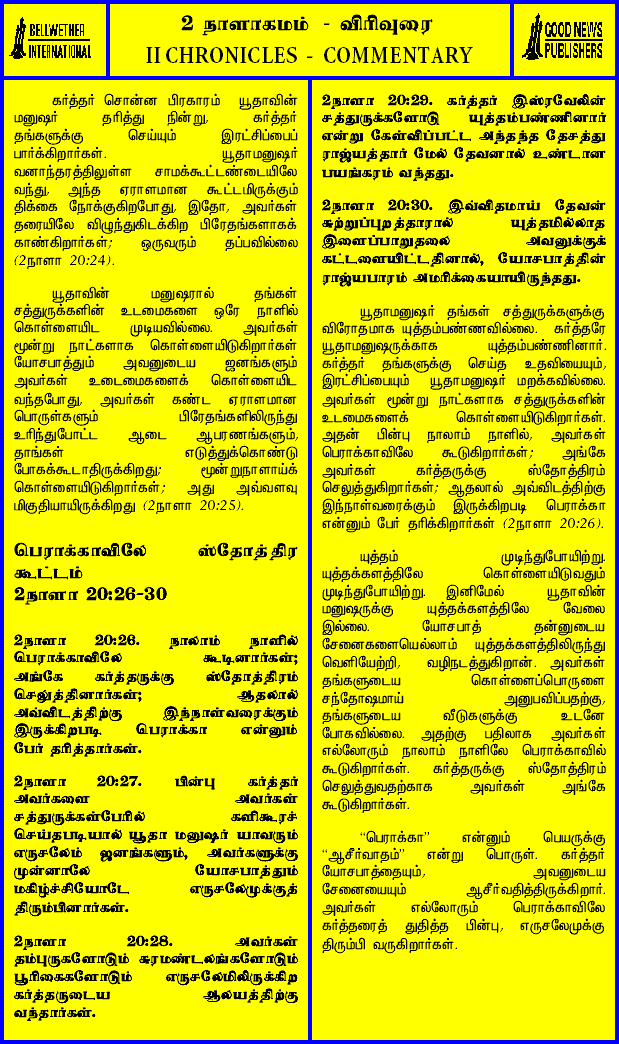 BELLWETHER
INTERNATIONAL
2 நாளாகமம் - விரிவுரை
II CHRONICLES - COMMENTARY
GOOD NEWS
PUBLISHERS
கர்த்தர் சொன்ன பிரகாரம் யூதாவின்
மனுஷர் தரித்து நின்று, கர்த்தர்
தங்களுக்கு செய்யும் இரட்சிப்பைப்
பார்க்கிறார்கள். யூதாமனுஷர்
வனாந்தரத்திலுள்ள சாமக்கூட்டண்டையிலே
வந்து, அந்த ஏராளமான கூட்டமிருக்கும்
திக்கை நோக்குகிறபோது, இதோ, அவர்கள்
தரையிலே விழுந்துகிடக்கிற பிரேதங்களாகக்
காண்கிறார்கள்; ஒருவரும் தப்பவில்லை
(2நாளா 20:24).
யூதாவின் மனுஷரால் தங்கள்
சத்துருக்களின் உடமைகளை ஒரே நாளில்
கொள்ளையிட முடியவில்லை. அவர்கள்
மூன்று நாட்களாக கொள்ளையிடுகிறார்கள்
யோசபாத்தும் அவனுடைய ஜனங்களும்
அவர்கள் உடைமைகளைக் கொள்ளையிட
வந்தபோது, அவர்கள் கண்ட ஏராளமான
பொருள்களும் பிரேதங்களிலிருந்து
உரிந்துபோட்ட ஆடை ஆபரணங்களும்,
தாங்கள் எடுத்துக்கொண்டு
போகக்கூடாதிருக்கிறது; மூன்றுநாளாய்க்
கொள்ளையிடுகிறார்கள்; அது அவ்வளவு
மிகுதியாயிருக்கிறது (2நாளா 20:25).
பெராக்காவிலே ஸ்தோத்திர
கூட்டம்
2நாளா 20:26-30
2நாளா 20:26. நாலாம் நாளில்
பெராக்காவிலே கூடினார்கள்;
அங்கே கர்த்தருக்கு ஸ்தோத்திரம்
செலுத்தினார்கள்; ஆதலால்
அவ்விடத்திற்கு இந்நாள்வரைக்கும்
இருக்கிறபடி பெராக்கா என்னும்
பேர் தரித்தார்கள்.
2நாளா 20:27. பின்பு கர்த்தர்
அவர்களை அவர்கள்
சத்துருக்கள்பேரில் களிகூரச்
செய்தபடியால் யூதா மனுஷர் யாவரும்
எருசலேம் ஜனங்களும், அவர்களுக்கு
முன்னாலே யோசபாத்தும்
மகிழ்ச்சியோடே எருசலேமுக்குத்
திரும்பினார்கள்.
2நாளா 20:28. அவர்கள்
தம்புருகளோடும் சுரமண்டலங்களோடும்
பூரிகைகளோடும் எருசலேமிலிருக்கிற
கர்த்தருடைய ஆலயத்திற்கு
வந்தார்கள்.
2நாளா 20:29. கர்த்தர் இஸ்ரவேலின்
சத்துருக்களோடு யுத்தம்பண்ணினார்
என்று கேள்விப்பட்ட அந்தந்த தேசத்து
ராஜ்யத்தார் மேல் தேவனால் உண்டான
பயங்கரம் வந்தது.
2நாளா 20:30. இவ்விதமாய் தேவன்
சுற்றுப்புறத்தாரால் யுத்தமில்லாத
இளைப்பாறுதலை அவனுக்குக்
கட்டளையிட்டதினால், யோசபாத்தின்
ராஜ்யபாரம் அமரிக்கையாயிருந்தது.
யூதாமனுஷர் தங்கள் சத்துருக்களுக்கு
விரோதமாக யுத்தம்பண்ணவில்லை. கர்த்தரே
யூதாமனுஷருக்காக யுத்தம்பண்ணினார்.
கர்த்தர் தங்களுக்கு செய்த உதவியையும்,
இரட்சிப்பையும் யூதாமனுஷர் மறக்கவில்லை.
அவர்கள் மூன்று நாட்களாக சத்துருக்களின்
உடமைகளைக் கொள்ளையிடுகிறார்கள்.
அதன் பின்பு நாலாம் நாளில், அவர்கள்
பெராக்காவிலே கூடுகிறார்கள்; அங்கே
அவர்கள் கர்த்தருக்கு ஸ்தோத்திரம்
செலுத்துகிறார்கள்; ஆதலால் அவ்விடத்திற்கு
இந்நாள்வரைக்கும் இருக்கிறபடி பெராக்கா
என்னும் பேர் தரிக்கிறார்கள் (2நாளா 20:26).
யுத்தம் முடிந்துபோயிற்று.
யுத்தக்களத்திலே கொள்ளையிடுவதும்
முடிந்துபோயிற்று. இனிமேல் யூதாவின்
மனுஷருக்கு யுத்தக்களத்திலே வேலை
இல்லை. யோசபாத் தன்னுடைய
சேனைகளையெல்லாம் யுத்தக்களத்திலிருந்து
வெளியேற்றி, வழிநடத்துகிறான். அவர்கள்
தங்களுடைய கொள்ளைப்பொருளை
சந்தோஷமாய் அனுபவிப்பதற்கு,
தங்களுடைய வீடுகளுக்கு உடனே
போகவில்லை. அதற்கு பதிலாக அவர்கள்
எல்லோரும் நாலாம் நாளிலே பெராக்காவில்
கூடுகிறார்கள். கர்த்தருக்கு ஸ்தோத்திரம்
செலுத்துவதற்காக அவர்கள் அங்கே
கூடுகிறார்கள்.
“பெராக்கா” என்னும் பெயருக்கு
“ஆசீர்வாதம்” என்று பொருள். கர்த்தர்
யோசபாத்தையும், அவனுடைய
சேனையையும் ஆசீர்வதித்திருக்கிறார்.
அவர்கள் எல்லோரும் பெராக்காவிலே
கர்த்தரைத் துதித்த பின்பு, எருசலேமுக்கு
திரும்பி வருகிறார்கள்.